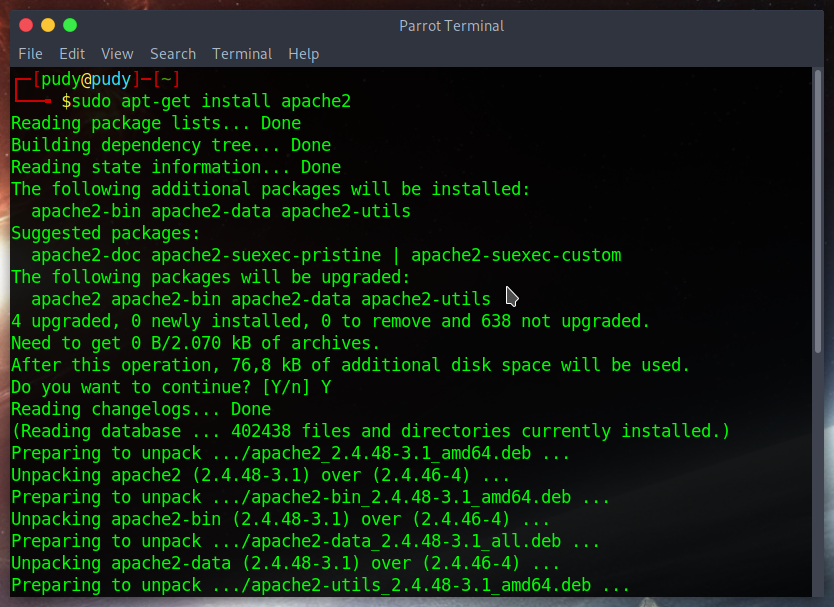 Parrot Terminal
File Edit View Search Terminal Help
┌─[pudy@pudy]─[~]
└──╼ $sudo apt-get install apache2
Reading package lists... Done
Building dependency tree... Done
Reading state information... Done
The following additional packages will be installed:
  apache2-bin apache2-data apache2-utils
Suggested packages:
  apache2-doc apache2-suexec-pristine | apache2-suexec-custom
The following packages will be upgraded:
  apache2 apache2-bin apache2-data apache2-utils
4 upgraded, 0 newly installed, 0 to remove and 638 not upgraded.
Need to get 0 B/2.070 kB of archives.
After this operation, 76,8 kB of additional disk space will be used.
Do you want to continue? [Y/n] Y
Reading changelogs... Done
(Reading database ... 402438 files and directories currently installed.)
Preparing to unpack .../apache2_2.4.48-3.1_amd64.deb ...
Unpacking apache2 (2.4.48-3.1) over (2.4.46-4) ...
Preparing to unpack .../apache2-bin_2.4.48-3.1_amd64.deb ...
Unpacking apache2-bin (2.4.48-3.1) over (2.4.46-4) ...
Preparing to unpack .../apache2-data_2.4.48-3.1_all.deb ...
Unpacking apache2-data (2.4.48-3.1) over (2.4.46-4) ...
Preparing to unpack .../apache2-utils_2.4.48-3.1_amd64.deb ...